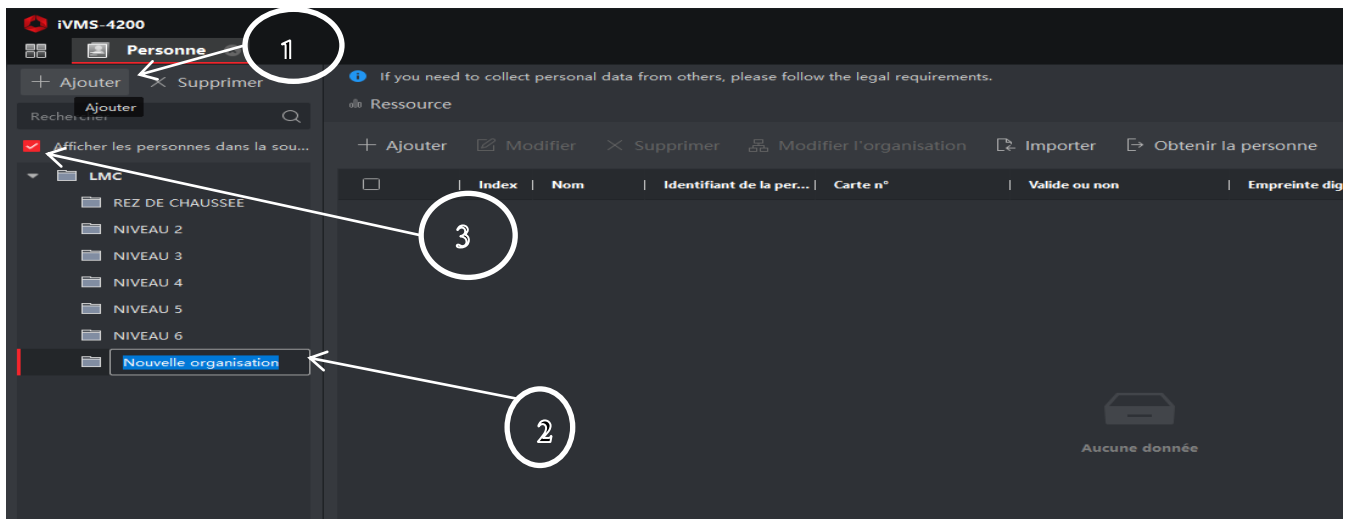 iVMS-4200
Personne
1
Ajouter
Supprimer
If you need to collect personal data from others, please follow the legal requirements.
Ajouter
Ressource
Rechercher
Afficher les personnes dans la sou...
Ajouter
Modifier
Supprimer
Modifier l'organisation
Importer
Obtenir la personne
LMC
Index | Nom | Identifiant de la per... | Carte n° | Valide ou non | Empreinte dig
REZ DE CHAUSSEE
NIVEAU 2
3
NIVEAU 3
NIVEAU 4
NIVEAU 5
NIVEAU 6
Nouvelle organisation
2
Aucune donnée